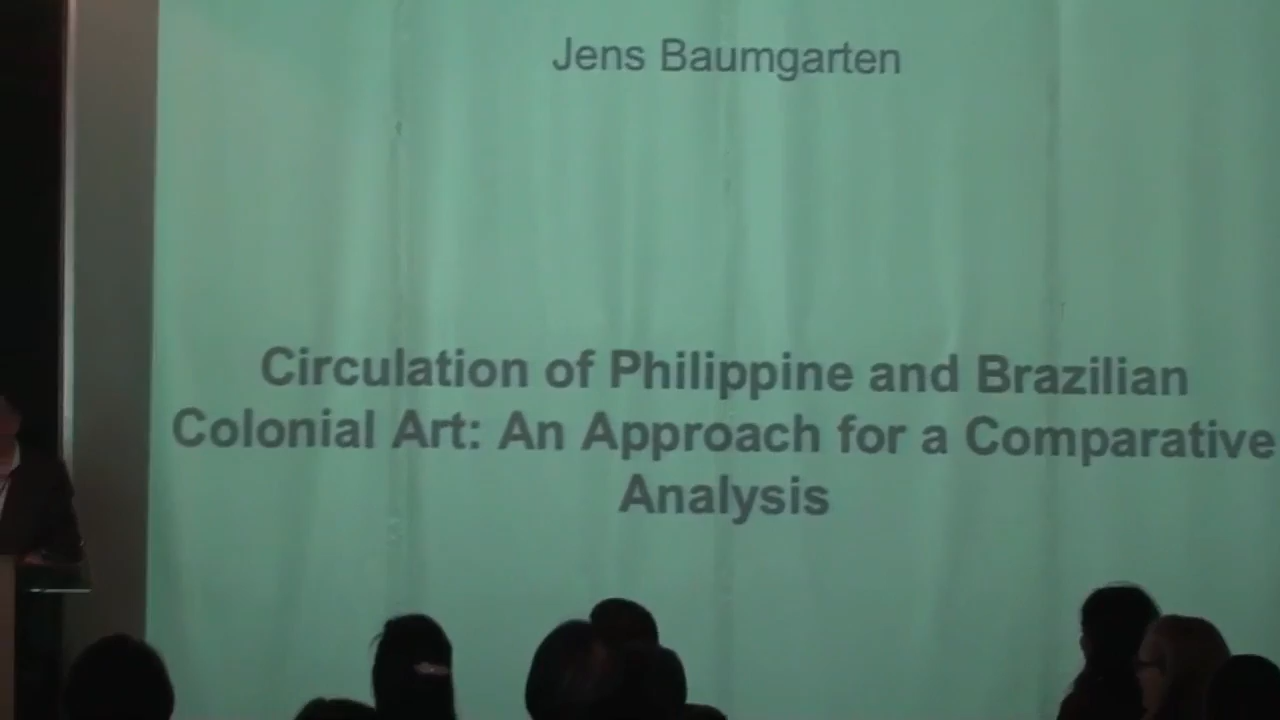 Jens Baumgarten
Circulation of Philippine and Brazilian
Colonial Art: An Approach for a Comparative
Analysis